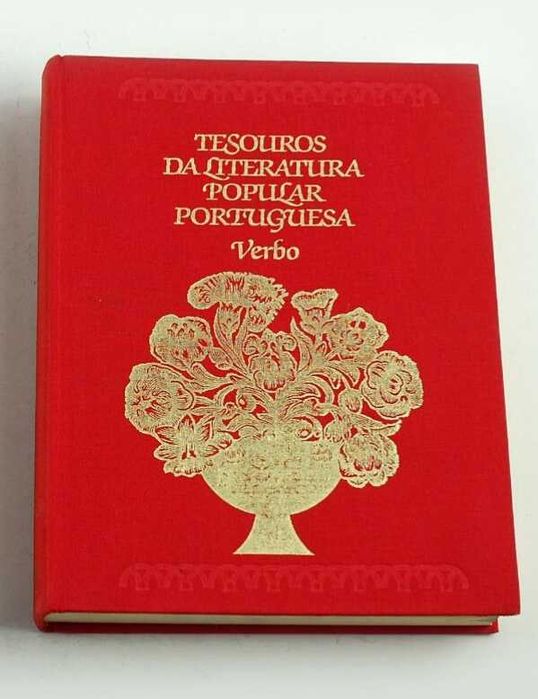 TESOUROS
DA LITERATURA
POPULAR
PORTUGUESA
Verbo